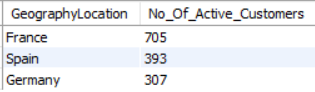 GeographyLocation No_Of_Active_Customers
France 705
Spain 393
Germany 307